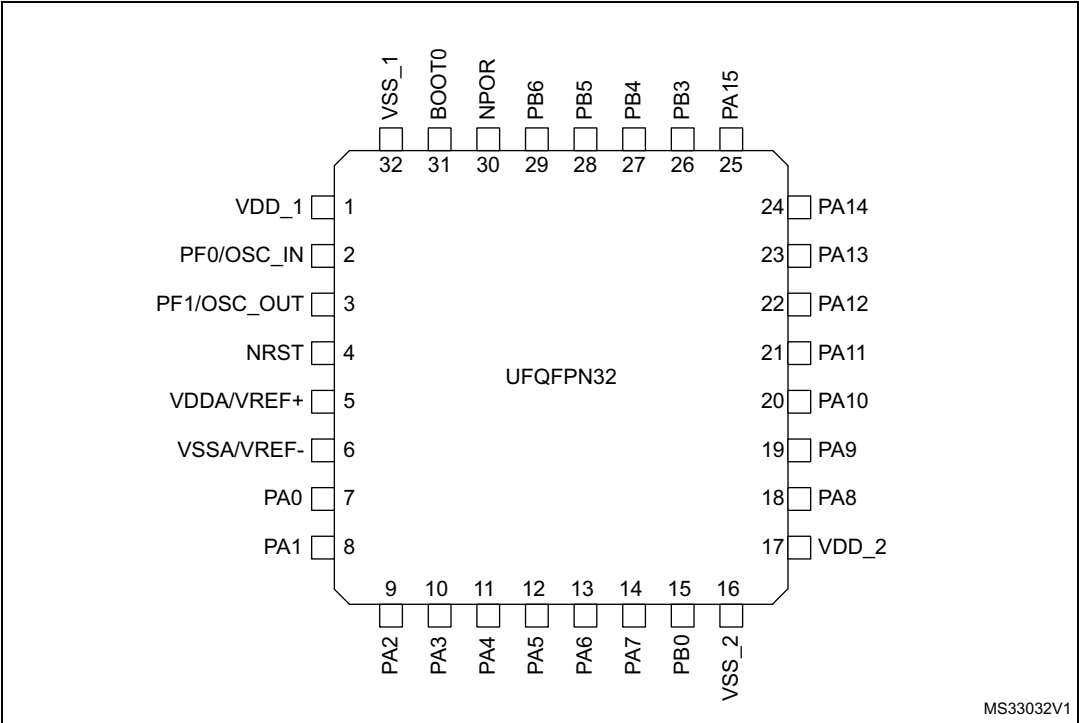 VSS_1
BOOT0
NPOR
PB6
PB5
PB4
PB3
PA15
32 31 30 29 28 27 26 25
VDD_1 1
24 PA14
PF0/OSC_IN 2
23 PA13
PF1/OSC_OUT 3
22 PA12
NRST 4
21 PA11
UFQFPN32
VDDA/VREF+ 5
20 PA10
VSSA/VREF- 6
19 PA9
PA0 7
18 PA8
PA1 8
17 VDD_2
9 10 11 12 13 14 15 16
PA2
PA3
PA4
PA5
PA6
PA7
PB0
VSS_2
MS33032V1